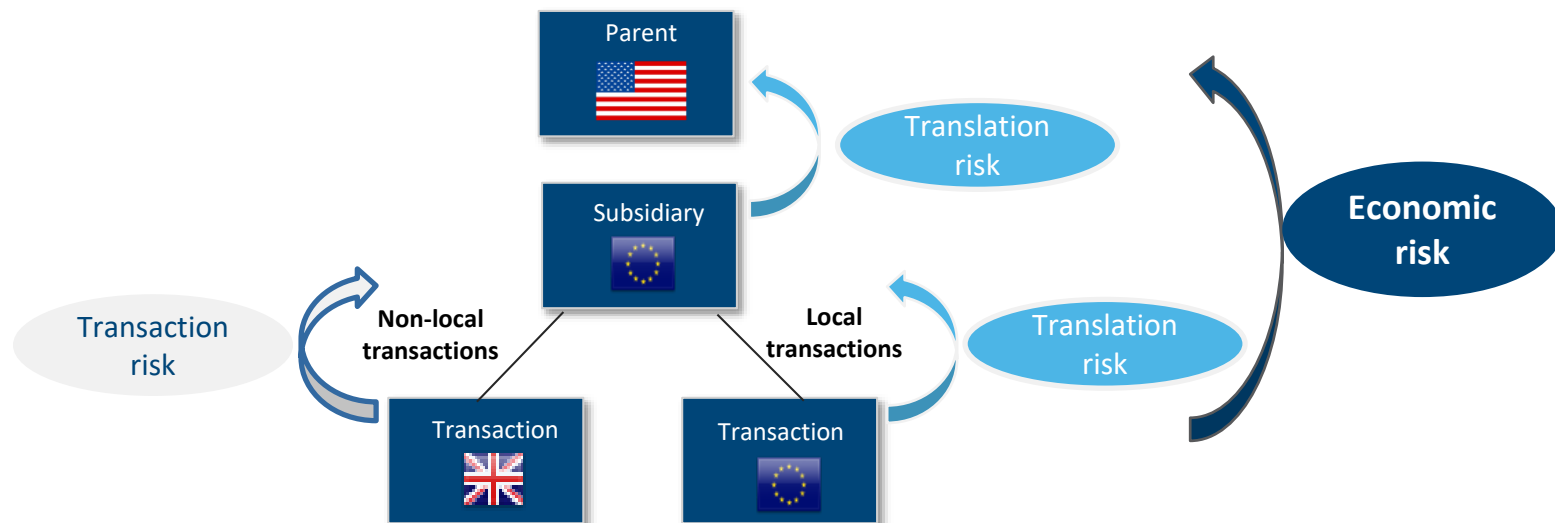 Parent
Translation
risk
Subsidiary
Economic
risk
Transaction
risk
Non-local
transactions
Local
transactions
Translation
risk
Transaction
Transaction